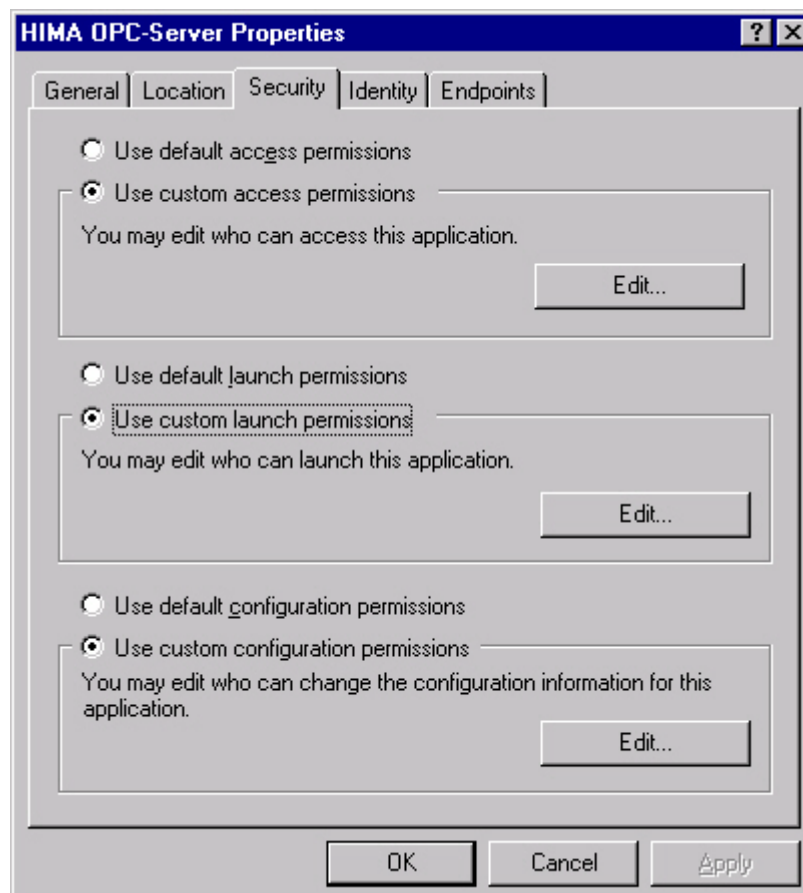 HIMA OPC-Server Properties
General Location Security Identity Endpoints
Use default access permissions
Use custom access permissions
You may edit who can access this application.
Edit...
Use default launch permissions
Use custom launch permissions
You may edit who can launch this application.
Edit...
Use default configuration permissions
Use custom configuration permissions
You may edit who can change the configuration information for this
application.
Edit...
OK Cancel Apply